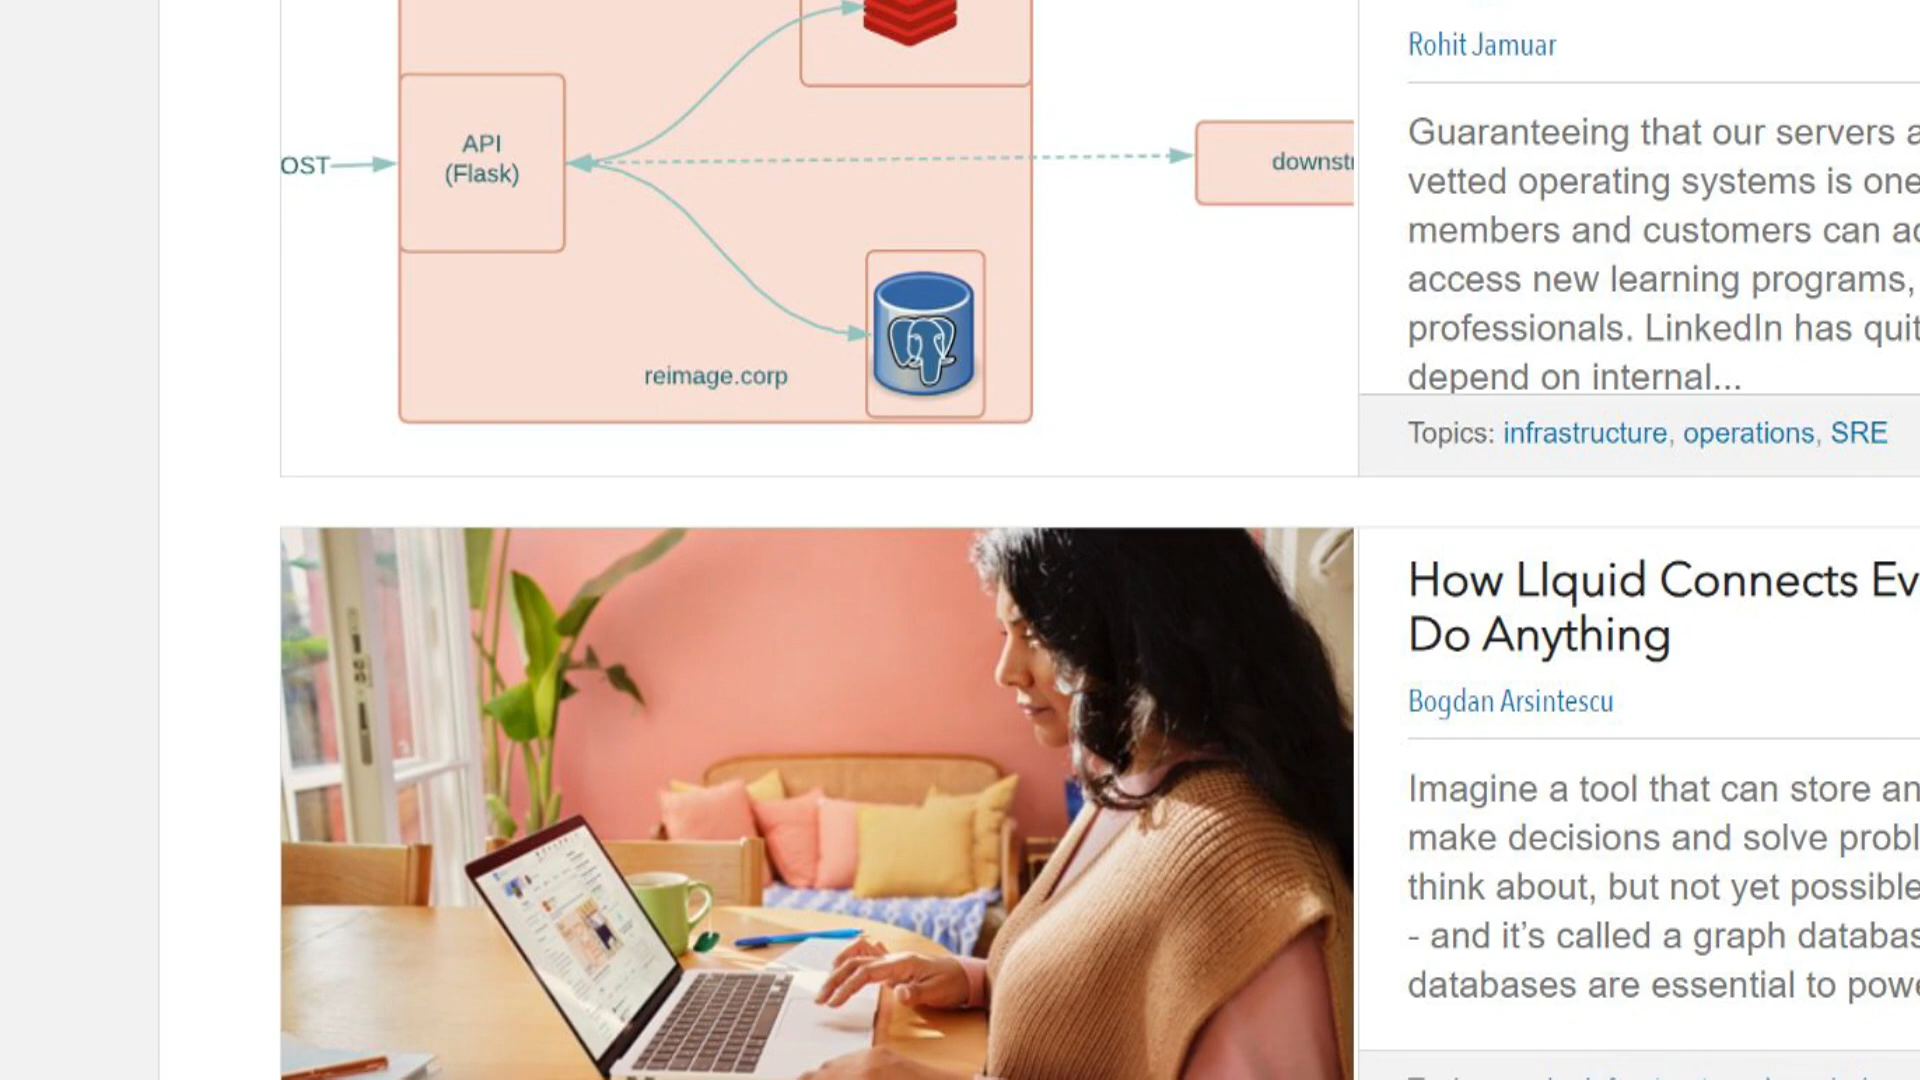 API
(Flask)
OST
downst
reimage.corp
Rohit Jamuar
Guaranteeing that our servers a
vetted operating systems is one
members and customers can ac
access new learning programs,
professionals. LinkedIn has quit
depend on internal...
Topics: infrastructure, operations, SRE
How LIquid Connects Ev
Do Anything
Bogdan Arsintescu
Imagine a tool that can store an
make decisions and solve probl
think about, but not yet possible
- and it’s called a graph databas
databases are essential to powe